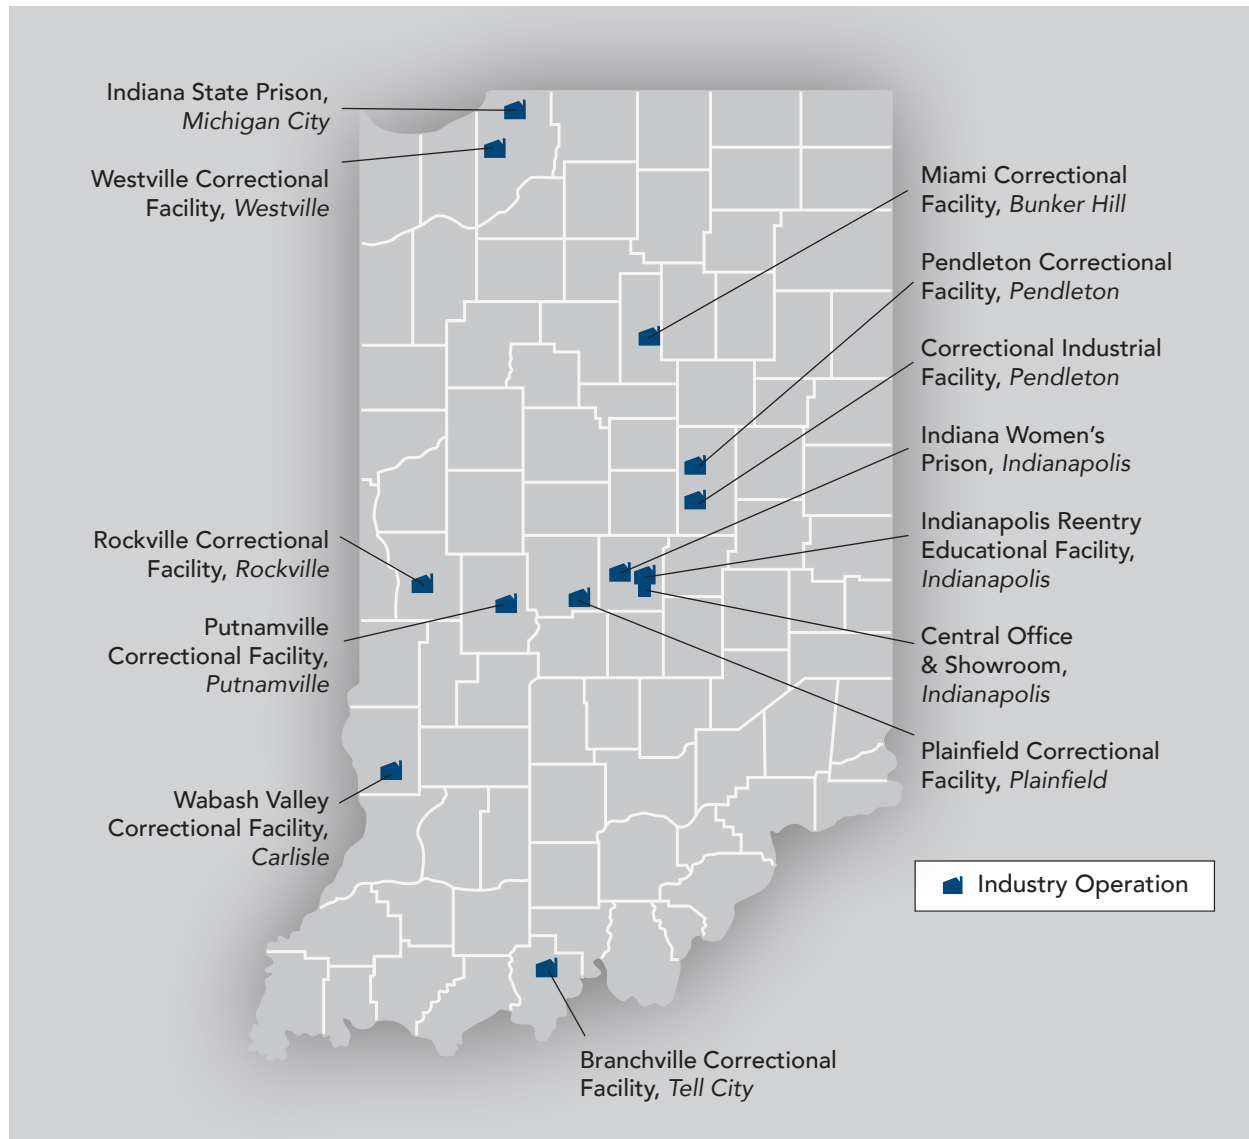 Indiana State Prison,
Michigan City
Westville Correctional
Facility, Westville
Rockville Correctional
Facility, Rockville
Putnamville
Correctional Facility,
Putnamville
Wabash Valley
Correctional Facility,
Carlisle
Miami Correctional
Facility, Bunker Hill
Pendleton Correctional
Facility, Pendleton
Correctional Industrial
Facility, Pendleton
Indiana Women’s
Prison, Indianapolis
Indianapolis Reentry
Educational Facility,
Indianapolis
Central Office
& Showroom,
Indianapolis
Plainfield Correctional
Facility, Plainfield
Industry Operation
Branchville Correctional
Facility, Tell City